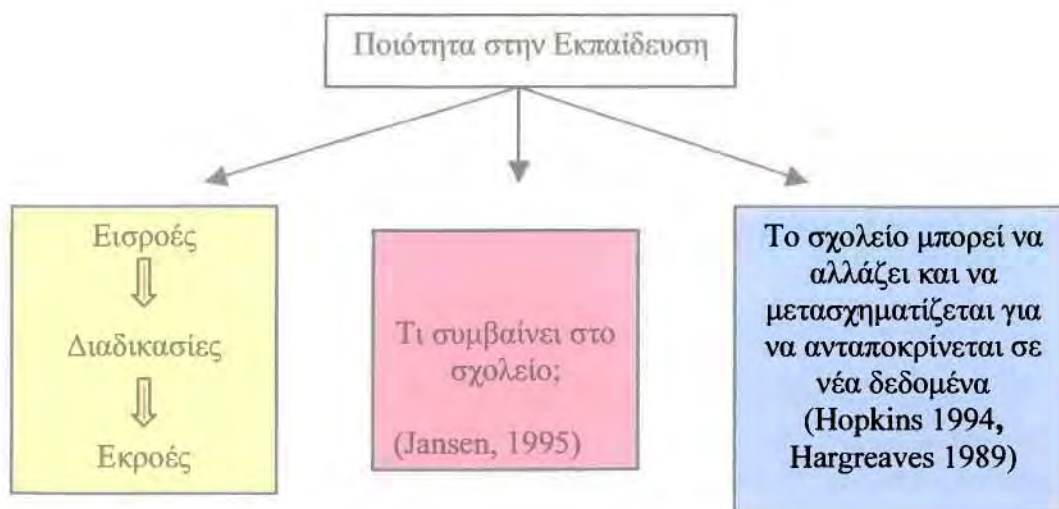 Ποιότητα στην Εκπαίδευση
Εισροές
Διαδικασίες
Εκροές
Τι συμβαίνει στο
σχολείο;
(Jansen, 1995)
Το σχολείο μπορεί να
αλλάζει και να
μετασχηματίζεται για
να ανταποκρίνεται σε
νέα δεδομένα
(Hopkins 1994,
Hargreaves 1989)